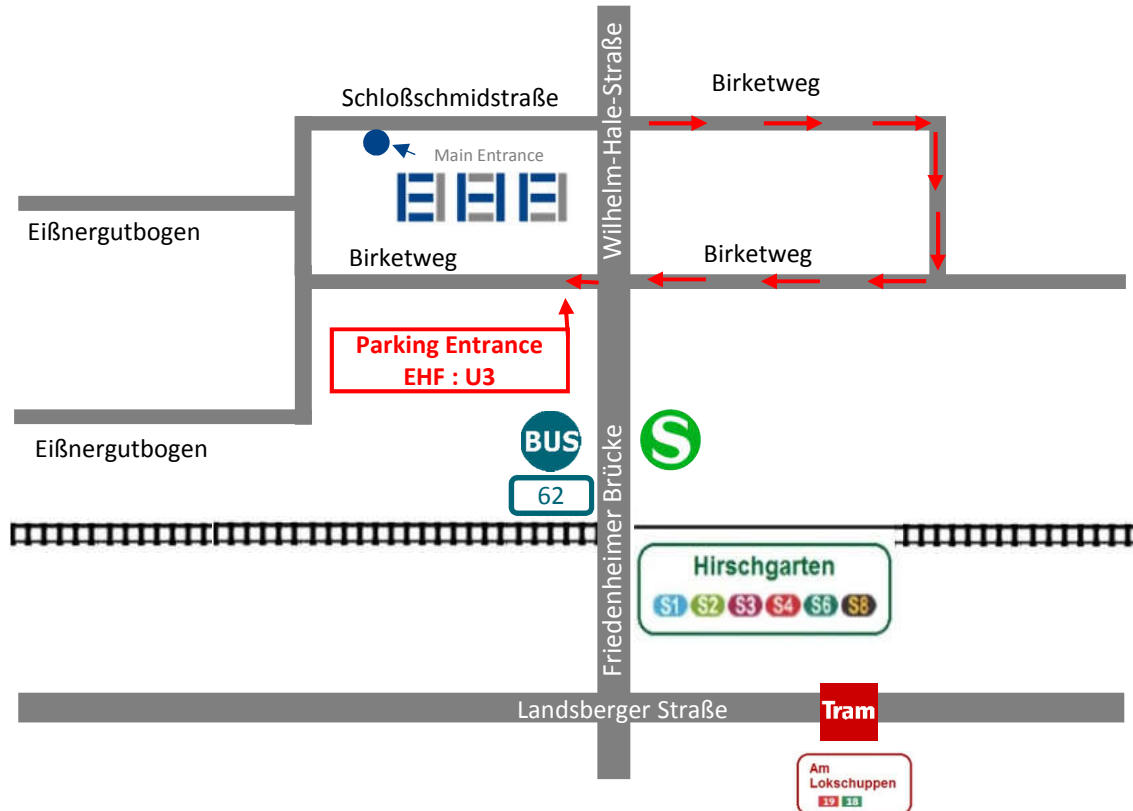 Wilhelm-Hale-Straße
Birketweg
Schloßschmidstraße
Main Entrance
Eißnergutbogen
Birketweg
Birketweg
Parking Entrance
EHF : U3
Eißnergutbogen
BUS
62
S
Friedenheimer Brücke
Hirschgarten
S1 S2 S3 S4 S6 S8
Landsberger Straße
Tram
Am
Lokschuppen
19 18